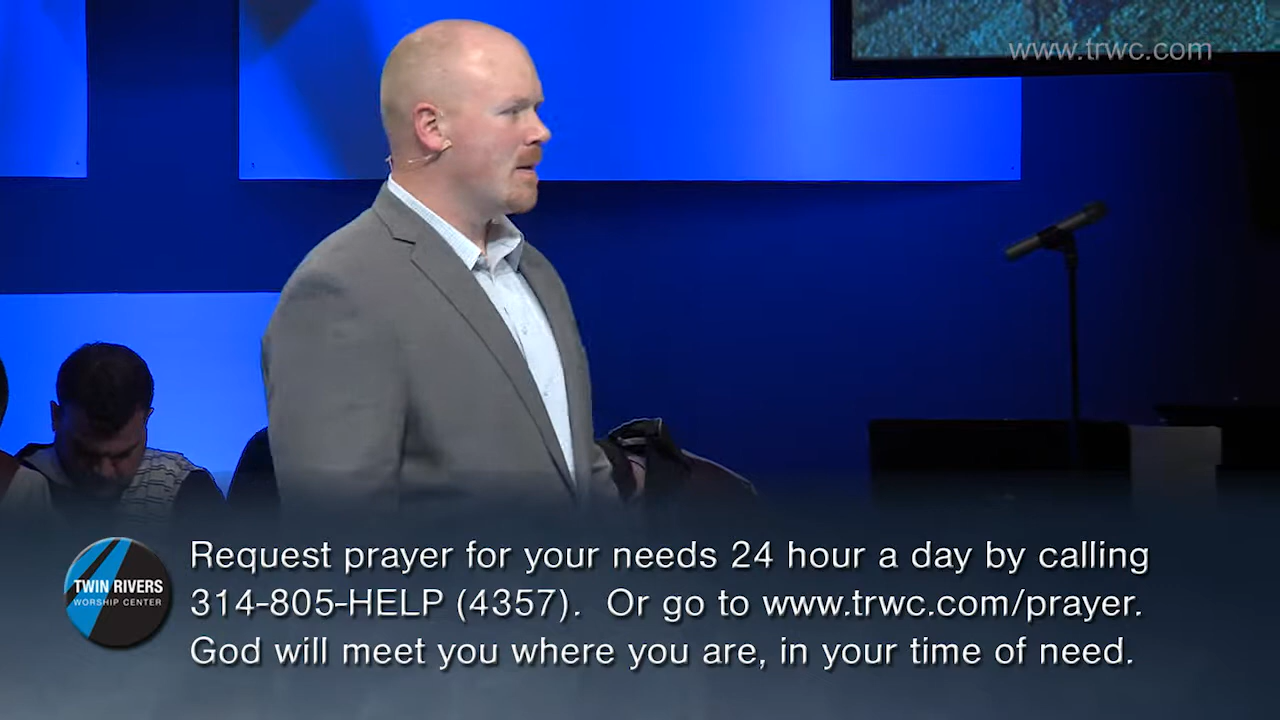 www.trwc.com
Request prayer for your needs 24 hour a day by calling
314-805-HELP (4357).  Or go to www.trwc.com/prayer.
God will meet you where you are, in your time of need.
TWIN RIVERS
WORSHIP CENTER